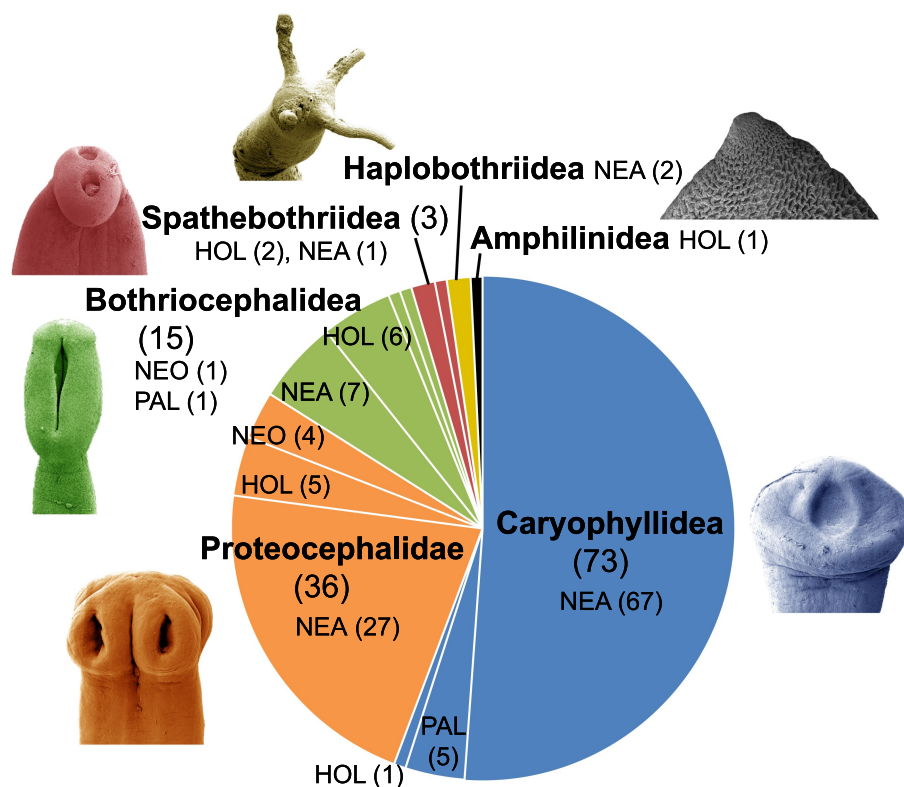 Haplobothriidea NEA (2)
Spathebothriidea (3)
HOL (2), NEA (1)
Amphilinidea HOL (1)
Bothriocephalidea
(15)
NEO (1)
PAL (1)
HOL (6)
NEA (7)
NEO (4)
HOL (5)
Proteocephalidae
(36)
NEA (27)
Caryophyllidea
(73)
NEA (67)
PAL
(5)
HOL (1)